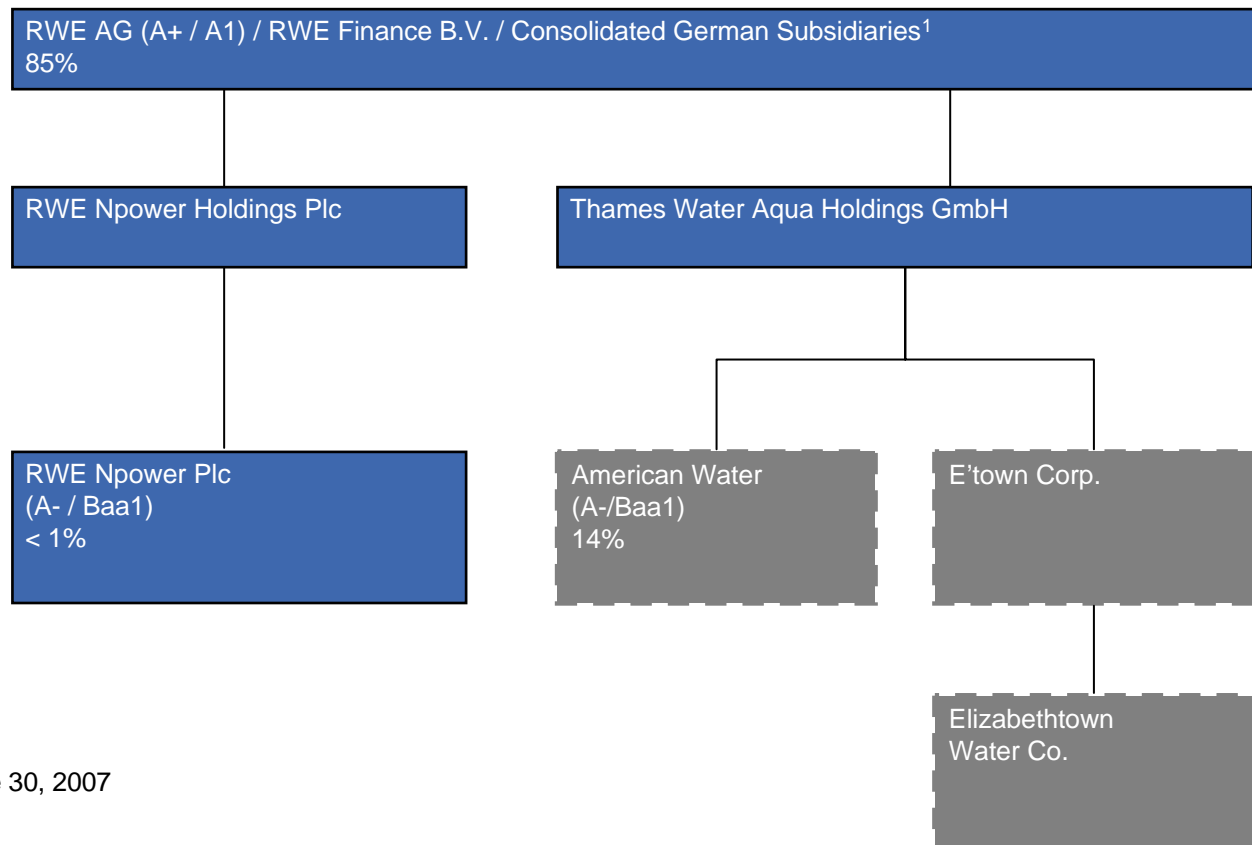 RWE AG (A+ / A1) / RWE Finance B.V. / Consolidated German Subsidiaries¹
85%
RWE Npower Holdings Plc
Thames Water Aqua Holdings GmbH
RWE Npower Plc
(A- / Baa1)
< 1%
American Water
(A-/Baa1)
14%
E'town Corp.
Elizabethtown
Water Co.
30, 2007